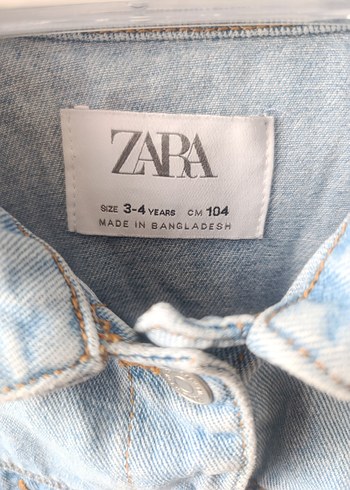 ZARA
SIZE 3-4 YEARS CM 104
MADE IN BANGLADESH